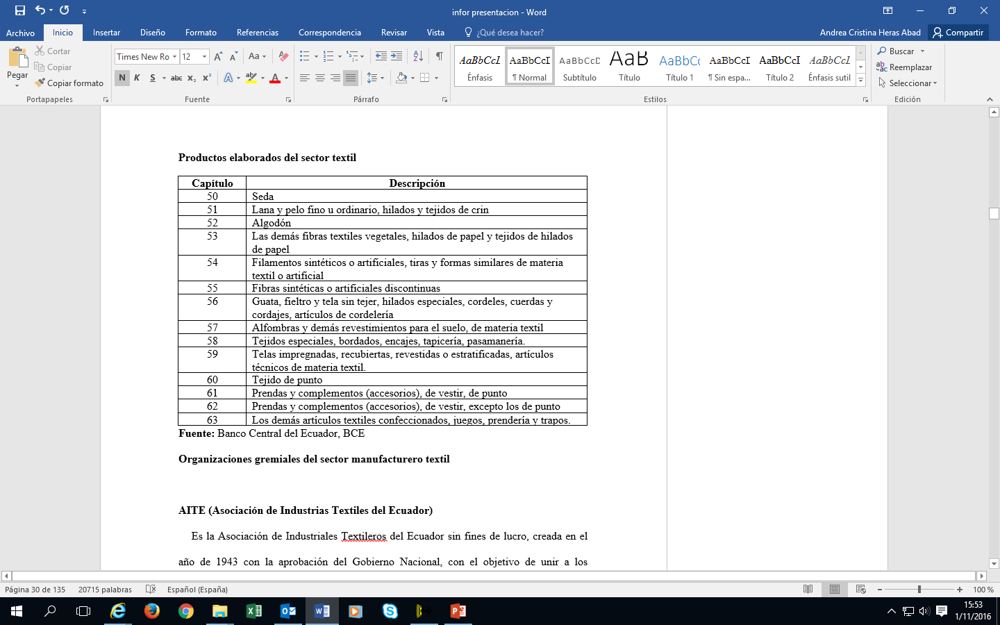 infor presentacion - Word
Archivo Inicio Insertar Diseño Formato Referencias Correspondencia Revisar Vista ¿Qué desea hacer? Andrea Cristina Heras Abad Compartir
Pegar
Cortar
Copiar
Copiar formato
Portapapeles
Times New Ro 12
N K S abc x₂ x²
Fuente
Párrafo
AaBbCcI AaBbCcI AaBbCcD AaB AaBbCc AaBbCcI AaBbCcI AaBbCcI
Énfasis ¶ Normal Subtítulo Título Título 1 ¶ Sin espa... Título 2 Énfasis sutil
Estilos
Buscar
Reemplazar
Seleccionar
Edición
Productos elaborados del sector textil
Capítulo Descripción
50 Seda
51 Lana y pelo fino u ordinario, hilados y tejidos de crin
52 Algodón
53 Las demás fibras textiles vegetales, hilados de papel y tejidos de hilados
de papel
54 Filamentos sintéticos o artificiales, tiras y formas similares de materia
textil o artificial
55 Fibras sintéticas o artificiales discontinuas
56 Guata, fieltro y tela sin tejer, hilados especiales, cordeles, cuerdas y
cordajes, artículos de cordelería
57 Alfombras y demás revestimientos para el suelo, de materia textil
58 Tejidos especiales, bordados, encajes, tapicería, pasamanería.
59 Telas impregnadas, recubiertas, revestidas o estratificadas, artículos
técnicos de materia textil.
60 Tejido de punto
61 Prendas y complementos (accesorios), de vestir, de punto
62 Prendas y complementos (accesorios), de vestir, excepto los de punto
63 Los demás artículos textiles confeccionados, juegos, prendería y trapos.
Fuente: Banco Central del Ecuador, BCE
Organizaciones gremiales del sector manufacturero textil
AITE (Asociación de Industrias Textiles del Ecuador)
Es la Asociación de Industriales Textileros del Ecuador sin fines de lucro, creada en el
año de 1943 con la aprobación del Gobierno Nacional, con el objetivo de unir a los
Página 30 de 135 20715 palabras Español (España) 100 %
15:53
1/11/2016